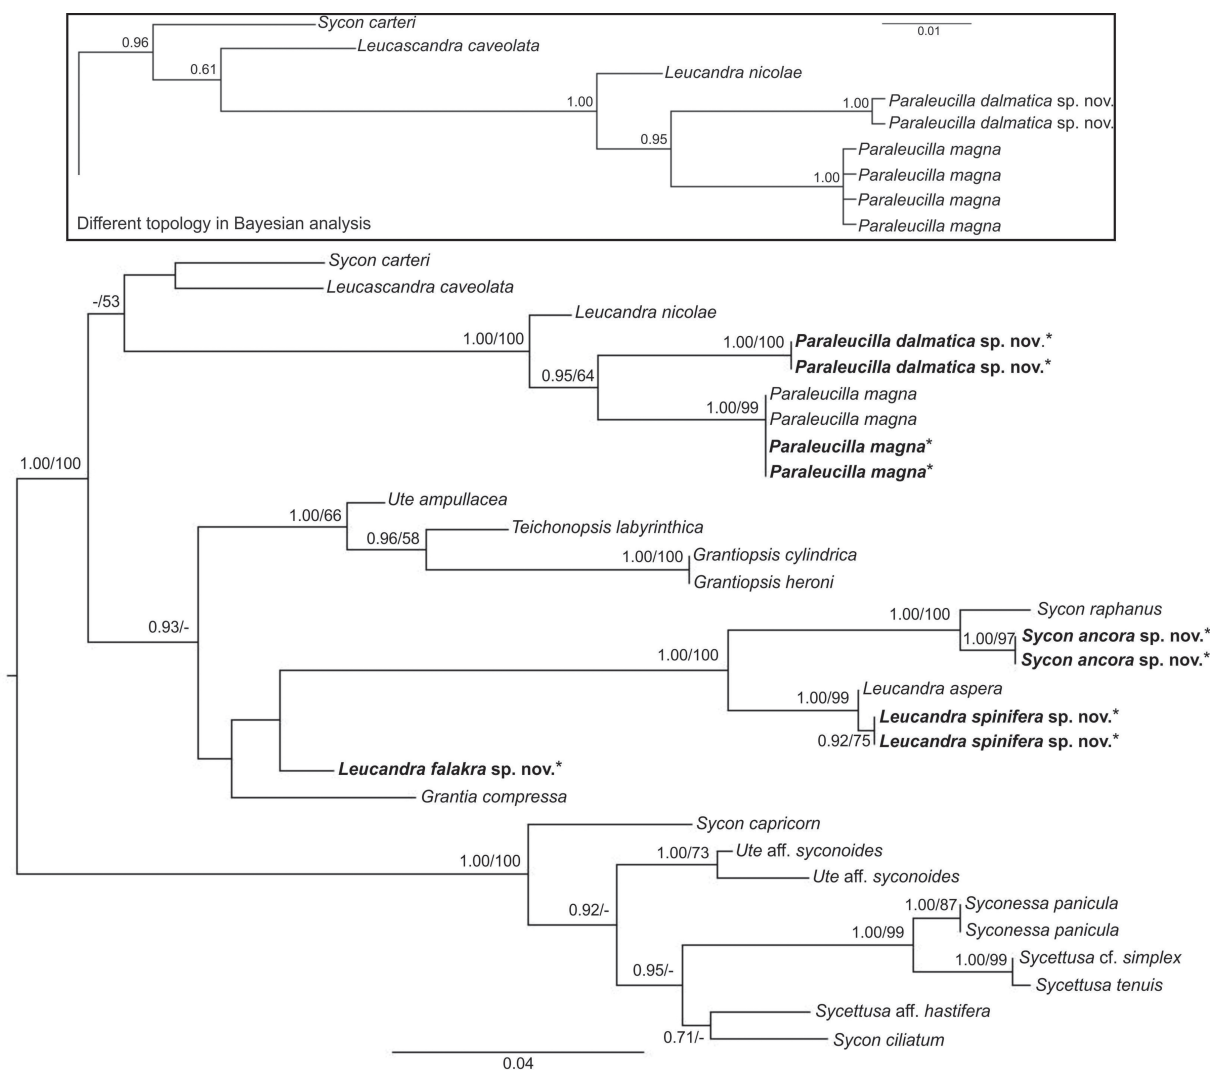 Sycon carteri
0.01
0.96
Leucascandra caveolata
0.61
Leucandra nicolae
1.00
1.00
Paraleucilla dalmatica sp. nov.
Paraleucilla dalmatica sp. nov.
0.95
Paraleucilla magna
1.00
Paraleucilla magna
Paraleucilla magna
Paraleucilla magna
Different topology in Bayesian analysis
Sycon carteri
Leucascandra caveolata
-/53
Leucandra nicolae
1.00/100
1.00/100
Paraleucilla dalmatica sp. nov.*
Paraleucilla dalmatica sp. nov.*
0.95/64
Paraleucilla magna
1.00/99
Paraleucilla magna
Paraleucilla magna*
1.00/100
Paraleucilla magna*
Ute ampullacea
1.00/66
Teichonopsis labyrinthica
0.96/58
1.00/100
Grantiopsis cylindrica
Grantiopsis heroni
Sycon raphanus
1.00/100
0.93/-
1.00/97
Sycon ancora sp. nov.*
1.00/100
Sycon ancora sp. nov.*
Leucandra aspera
1.00/99
Leucandra spinifera sp. nov.*
0.92/75
Leucandra spinifera sp. nov.*
Leucandra falakra sp. nov.*
Grantia compressa
Sycon capricorn
1.00/100
1.00/73
Ute aff. syconoides
Ute aff. syconoides
0.92/-
1.00/87
Syconessa panicula
1.00/99
Syconessa panicula
1.00/99
Sycettusa cf. simplex
0.95/-
Sycettusa tenuis
Sycettusa aff. hastifera
0.71/-
Sycon ciliatum
0.04